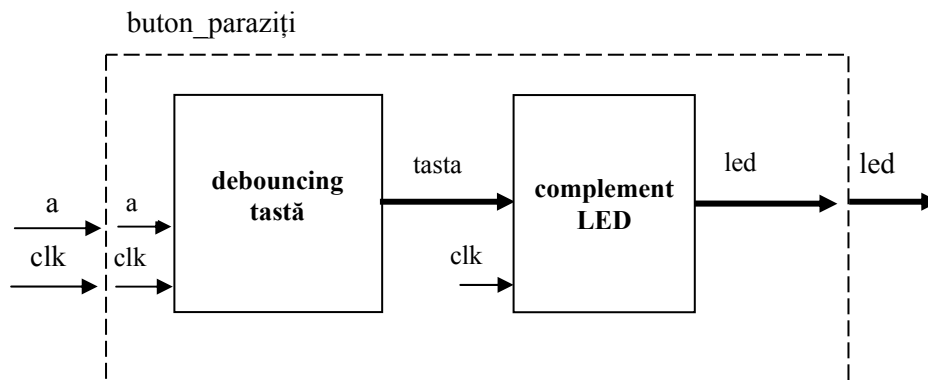 buton_paraziți
a
clk
a
clk
debouncing
tastă
tasta
clk
complement
LED
led
led